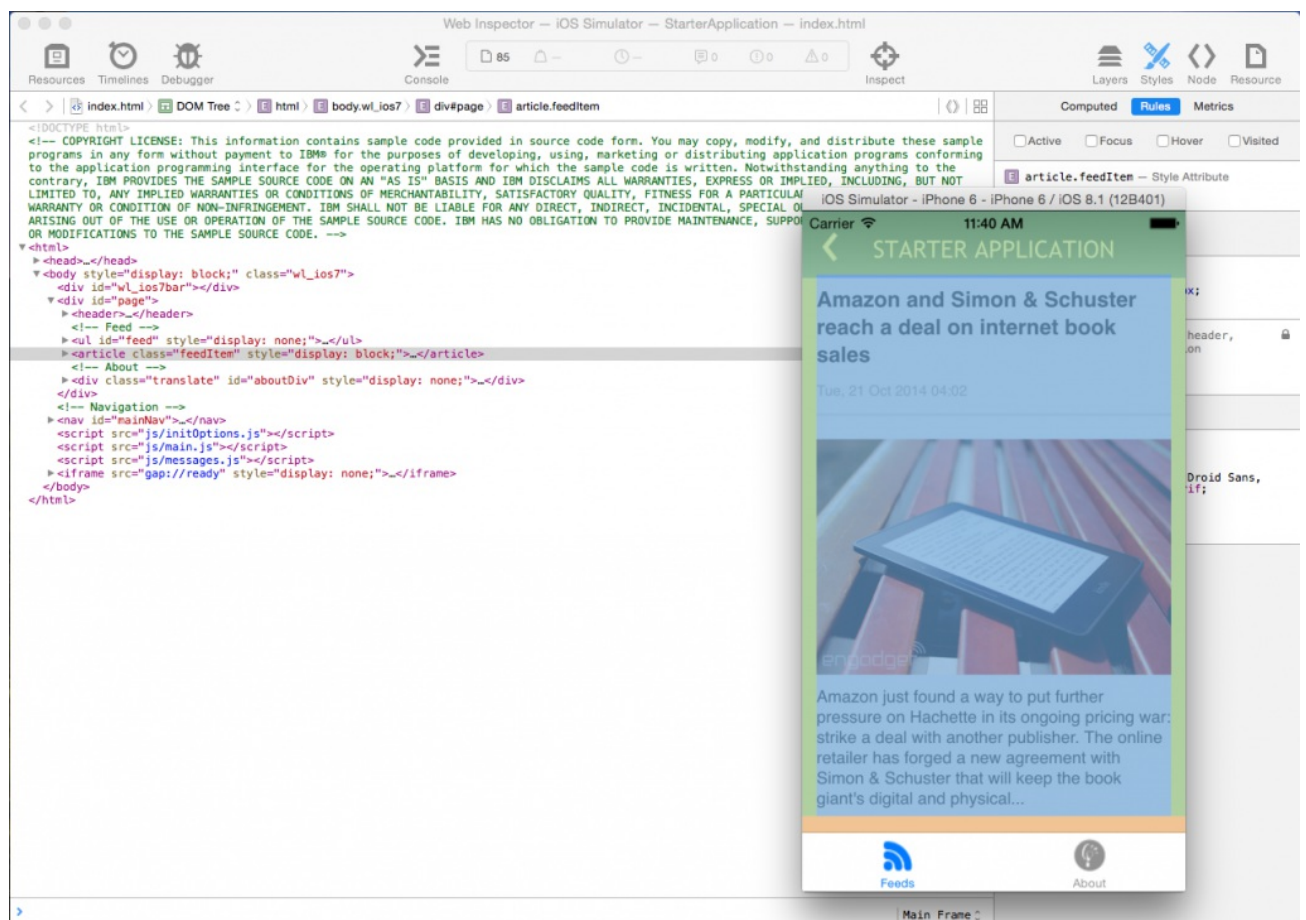 Web Inspector — iOS Simulator — StarterApplication — index.html
Resources Timelines Debugger Console 85 — — 0 0 0 Inspect Layers Styles Node Resource
index.html DOM Tree E html E body.wl_ios7 E div#page E article.feedItem Computed Rules Metrics
<!DOCTYPE html>
<!-- COPYRIGHT LICENSE: This information contains sample code provided in source code form. You may copy, modify, and distribute these sample
programs in any form without payment to IBM® for the purposes of developing, using, marketing or distributing application programs conforming
to the application programming interface for the operating platform for which the sample code is written. Notwithstanding anything to the
contrary, IBM PROVIDES THE SAMPLE SOURCE CODE ON AN "AS IS" BASIS AND IBM DISCLAIMS ALL WARRANTIES, EXPRESS OR IMPLIED, INCLUDING, BUT NOT
LIMITED TO, ANY IMPLIED WARRANTIES OR CONDITIONS OF MERCHANTABILITY, SATISFACTORY QUALITY, FITNESS FOR A PARTICULAR
WARRANTY OR CONDITION OF NON-INFRINGEMENT. IBM SHALL NOT BE LIABLE FOR ANY DIRECT, INDIRECT, INCIDENTAL, SPECIAL
ARISING OUT OF THE USE OR OPERATION OF THE SAMPLE SOURCE CODE. IBM HAS NO OBLIGATION TO PROVIDE MAINTENANCE,
OR MODIFICATIONS TO THE SAMPLE SOURCE CODE. -->
<html>
<head>…</head>
<body style="display: block;" class="wl_ios7">
<div id="wl_ios7bar"></div>
<div id="page">
<header>…</header>
<!-- Feed -->
<ul id="feed" style="display: none;">…</ul>
<article class="feedItem" style="display: block;">…</article>
<!-- About -->
<div class="translate" id="aboutDiv" style="display: none;">…</div>
</div>
<!-- Navigation -->
<nav id="mainNav">…</nav>
<script src="js/initOptions.js"></script>
<script src="js/main.js"></script>
<script src="js/messages.js"></script>
<iframe src="gap://ready" style="display: none;">…</iframe>
</body>
</html>
Active Focus Hover Visited
E article.feedItem — Style Attribute
x;
header,
on
Droid Sans,
if;
iOS Simulator - iPhone 6 - iPhone 6 / iOS 8.1 (12B401)
Carrier 11:40 AM
STARTER APPLICATION
Amazon and Simon & Schuster
reach a deal on internet book
sales
Tue, 21 Oct 2014 04:02
engadget
Amazon just found a way to put further
pressure on Hachette in its ongoing pricing war:
strike a deal with another publisher. The online
retailer has forged a new agreement with
Simon & Schuster that will keep the book
giant's digital and physical...
Feeds About
Main Frame